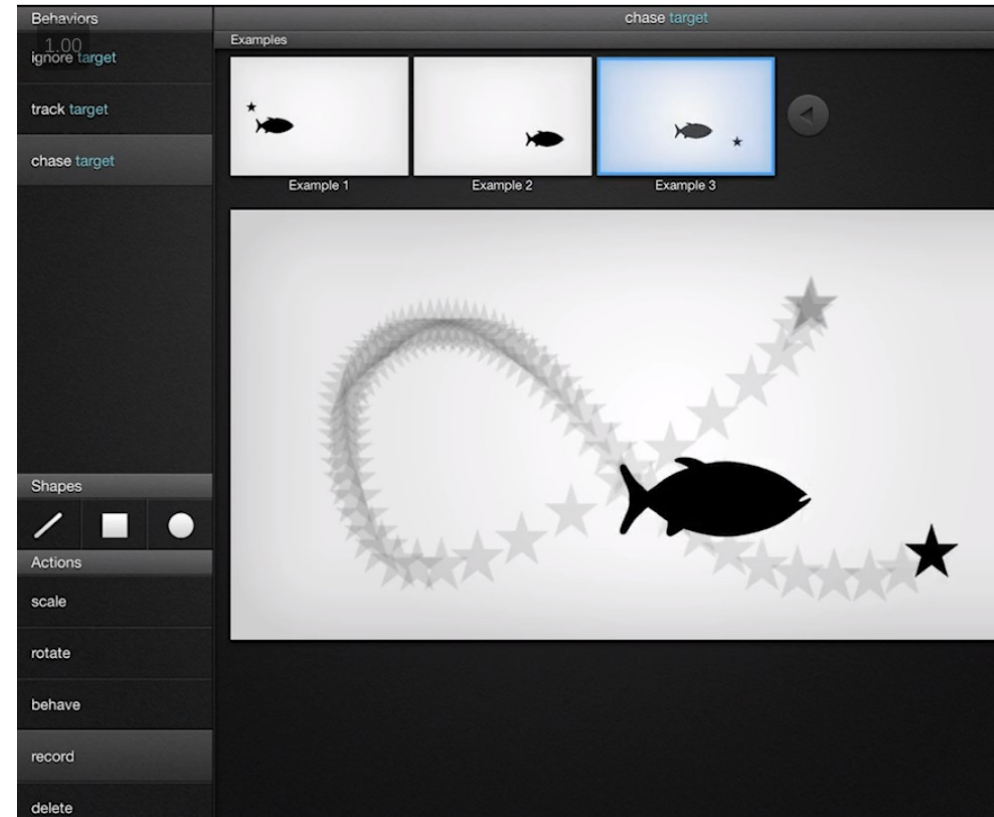 Behaviors
1.00
ignore target
track target
chase target
Shapes
Actions
scale
rotate
behave
record
delete
chase target
Examples
Example 1
Example 2
Example 3